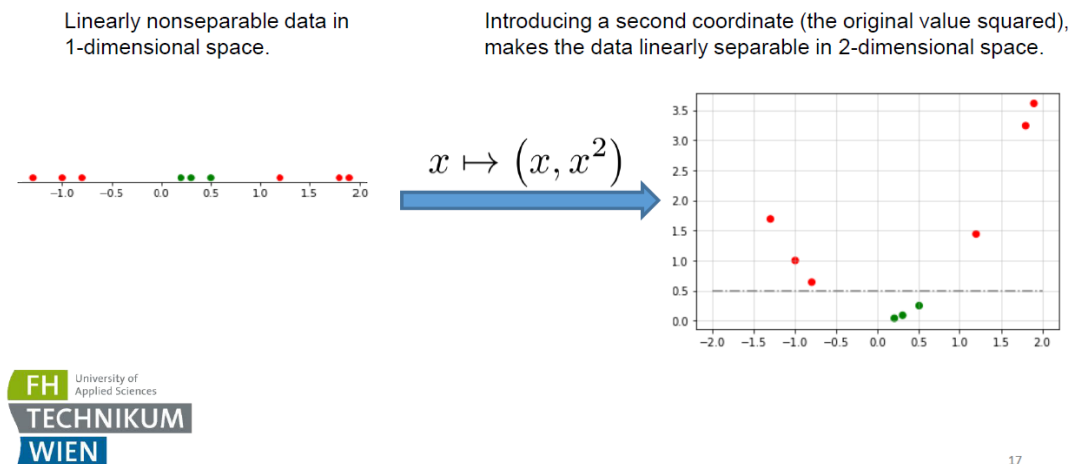 Linearly nonseparable data in
1-dimensional space.
Introducing a second coordinate (the original value squared),
makes the data linearly separable in 2-dimensional space.
x ↦ (x, x²)
−1.0 −0.5 0.0 0.5 1.0 1.5 2.0
3.5
3.0
2.5
2.0
1.5
1.0
0.5
0.0
−2.0 −1.5 −1.0 −0.5 0.0 0.5 1.0 1.5 2.0
FH University of
Applied Sciences
TECHNIKUM
WIEN
17